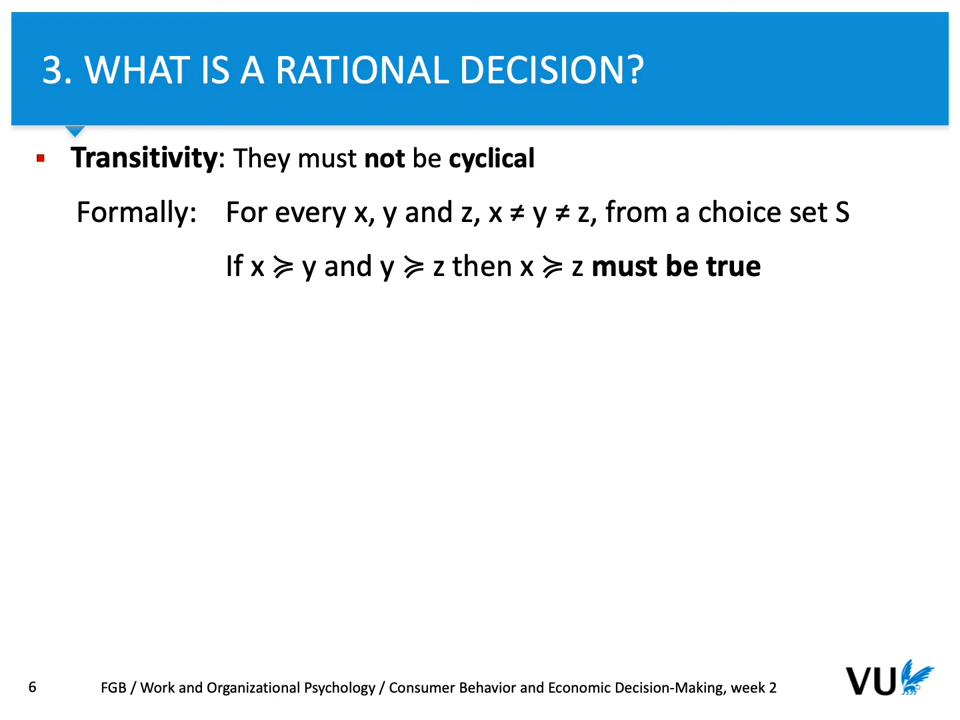 3. WHAT IS A RATIONAL DECISION?
▪ Transitivity: They must not be cyclical
Formally: For every x, y and z, x ≠ y ≠ z, from a choice set S
If x ≽ y and y ≽ z then x ≽ z must be true
6 FGB / Work and Organizational Psychology / Consumer Behavior and Economic Decision-Making, week 2
VU